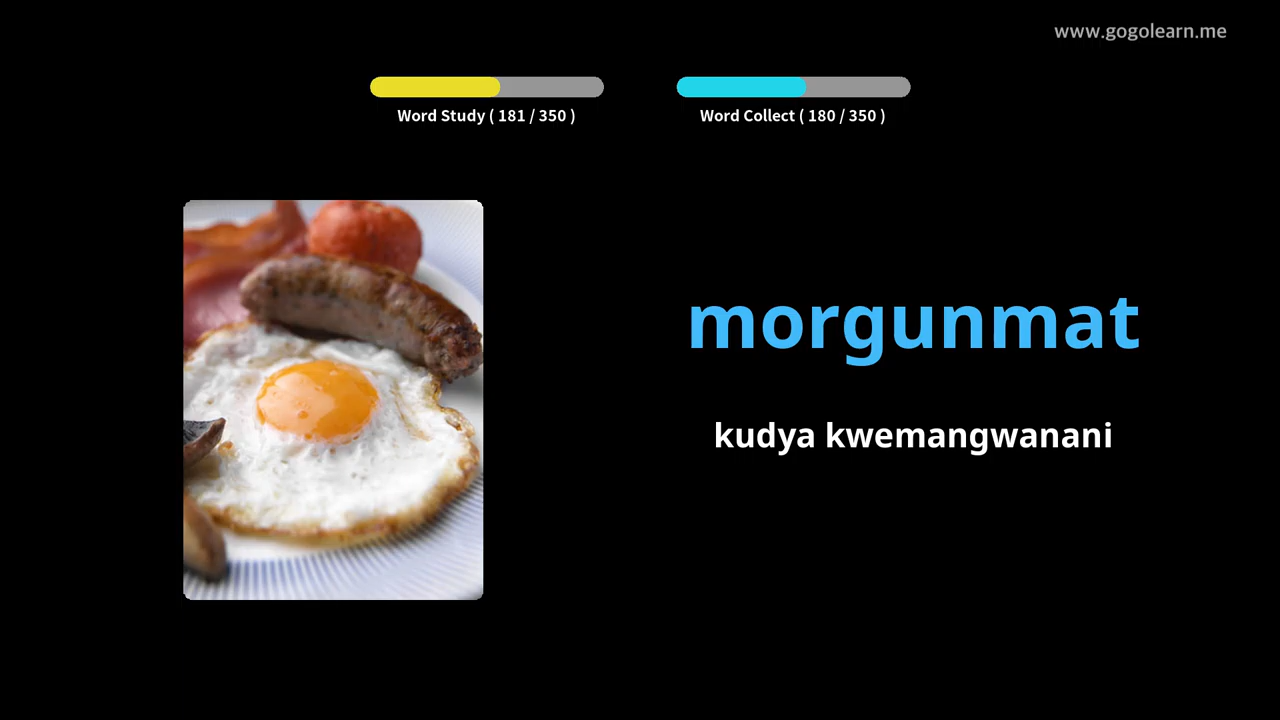 www.gogolearn.me
Word Study ( 181 / 350 )
Word Collect ( 180 / 350 )
morgunmat
kudya kwemangwanani